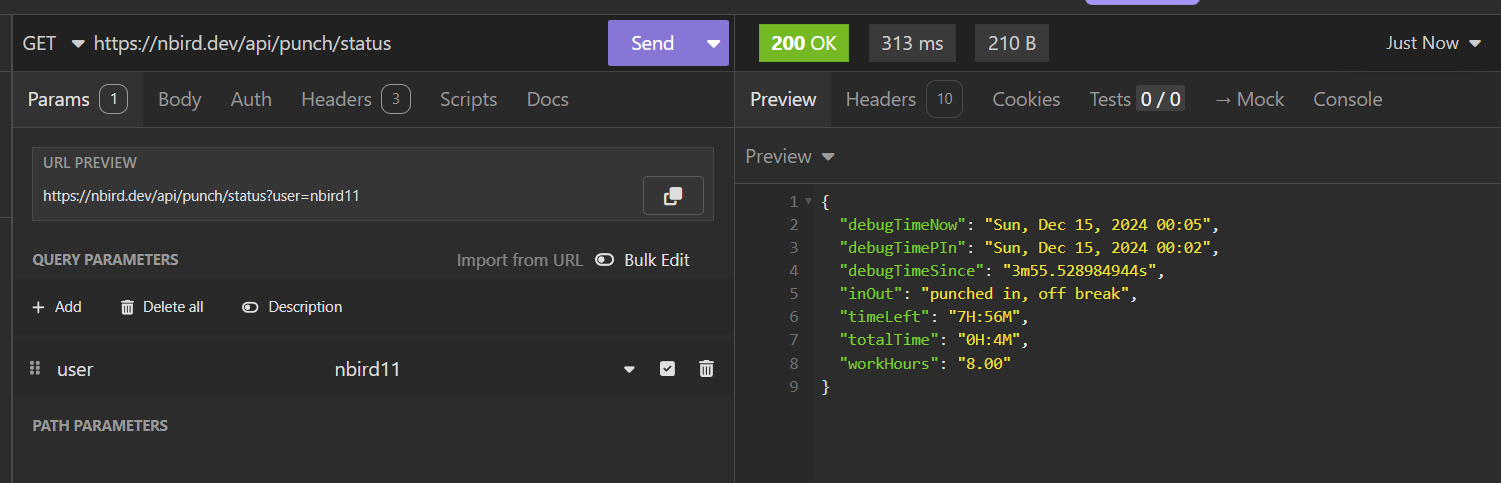 GET https://nbird.dev/api/punch/status Send
Params 1 Body Auth Headers 3 Scripts Docs
URL PREVIEW
https://nbird.dev/api/punch/status?user=nbird11
QUERY PARAMETERS Import from URL Bulk Edit
+ Add Delete all Description
user nbird11
PATH PARAMETERS
200 OK 313 ms 210 B Just Now
Preview Headers 10 Cookies Tests 0 / 0 → Mock Console
Preview
1 {
2 "debugTimeNow": "Sun, Dec 15, 2024 00:05",
3 "debugTimePIn": "Sun, Dec 15, 2024 00:02",
4 "debugTimeSince": "3m55.528984944s",
5 "inOut": "punched in, off break",
6 "timeLeft": "7H:56M",
7 "totalTime": "0H:4M",
8 "workHours": "8.00"
9 }